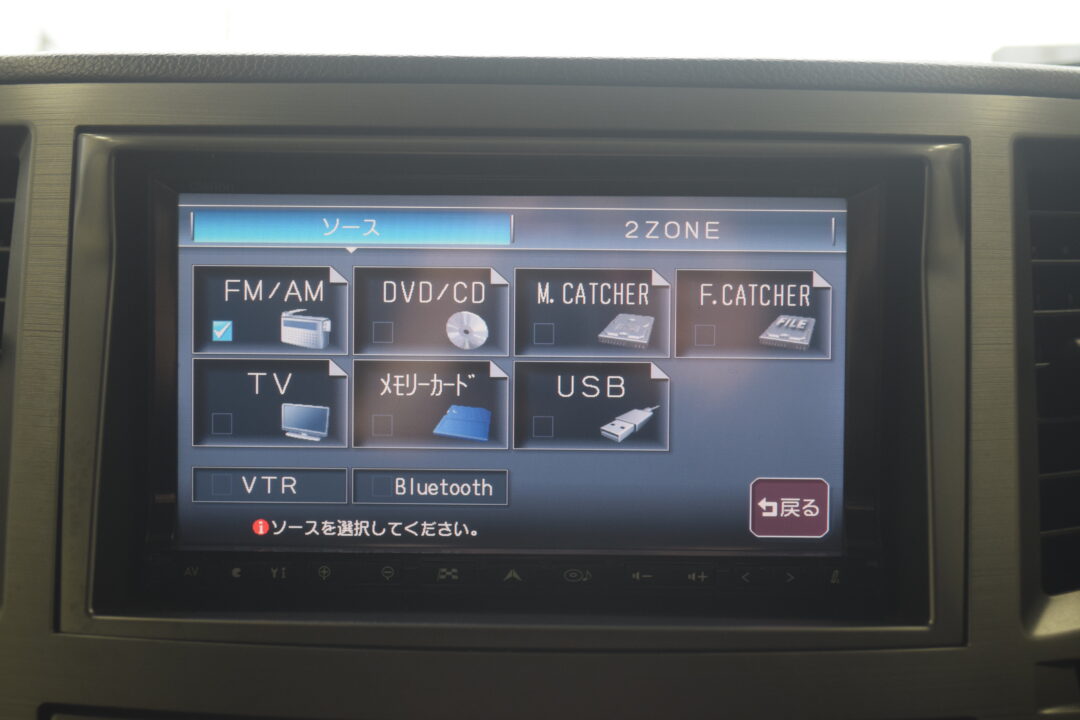 ソース 2ZONE
FM/AM DVD/CD M.CATCHER F.CATCHER
FILE
TV メモリーカード USB
VTR Bluetooth
ソースを選択してください。
戻る
AV